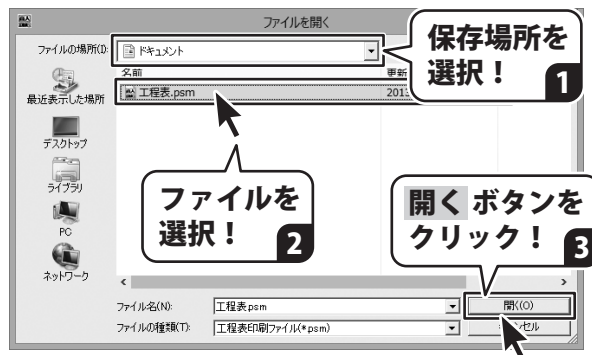 ファイルを開く
ファイルの場所(I):
ドキュメント
保存場所を
選択！
1
名前
更新
最近表示した場所
工程表.psm
2013
デスクトップ
ライブラリ
ファイルを
選択！
2
開く ボタンを
クリック！
3
PC
ネットワーク
ファイル名(N):
工程表.psm
開く(O)
ファイルの種類(T):
工程表印刷ファイル(*psm)